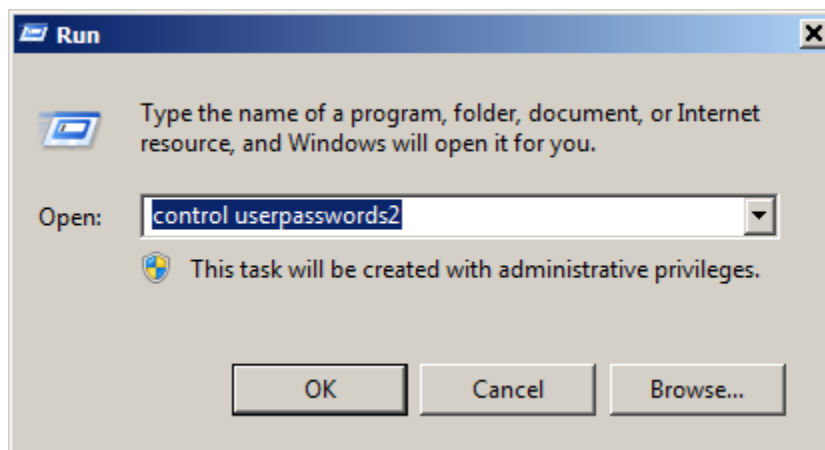 Run
Type the name of a program, folder, document, or Internet
resource, and Windows will open it for you.
Open: control userpasswords2
This task will be created with administrative privileges.
OK Cancel Browse...